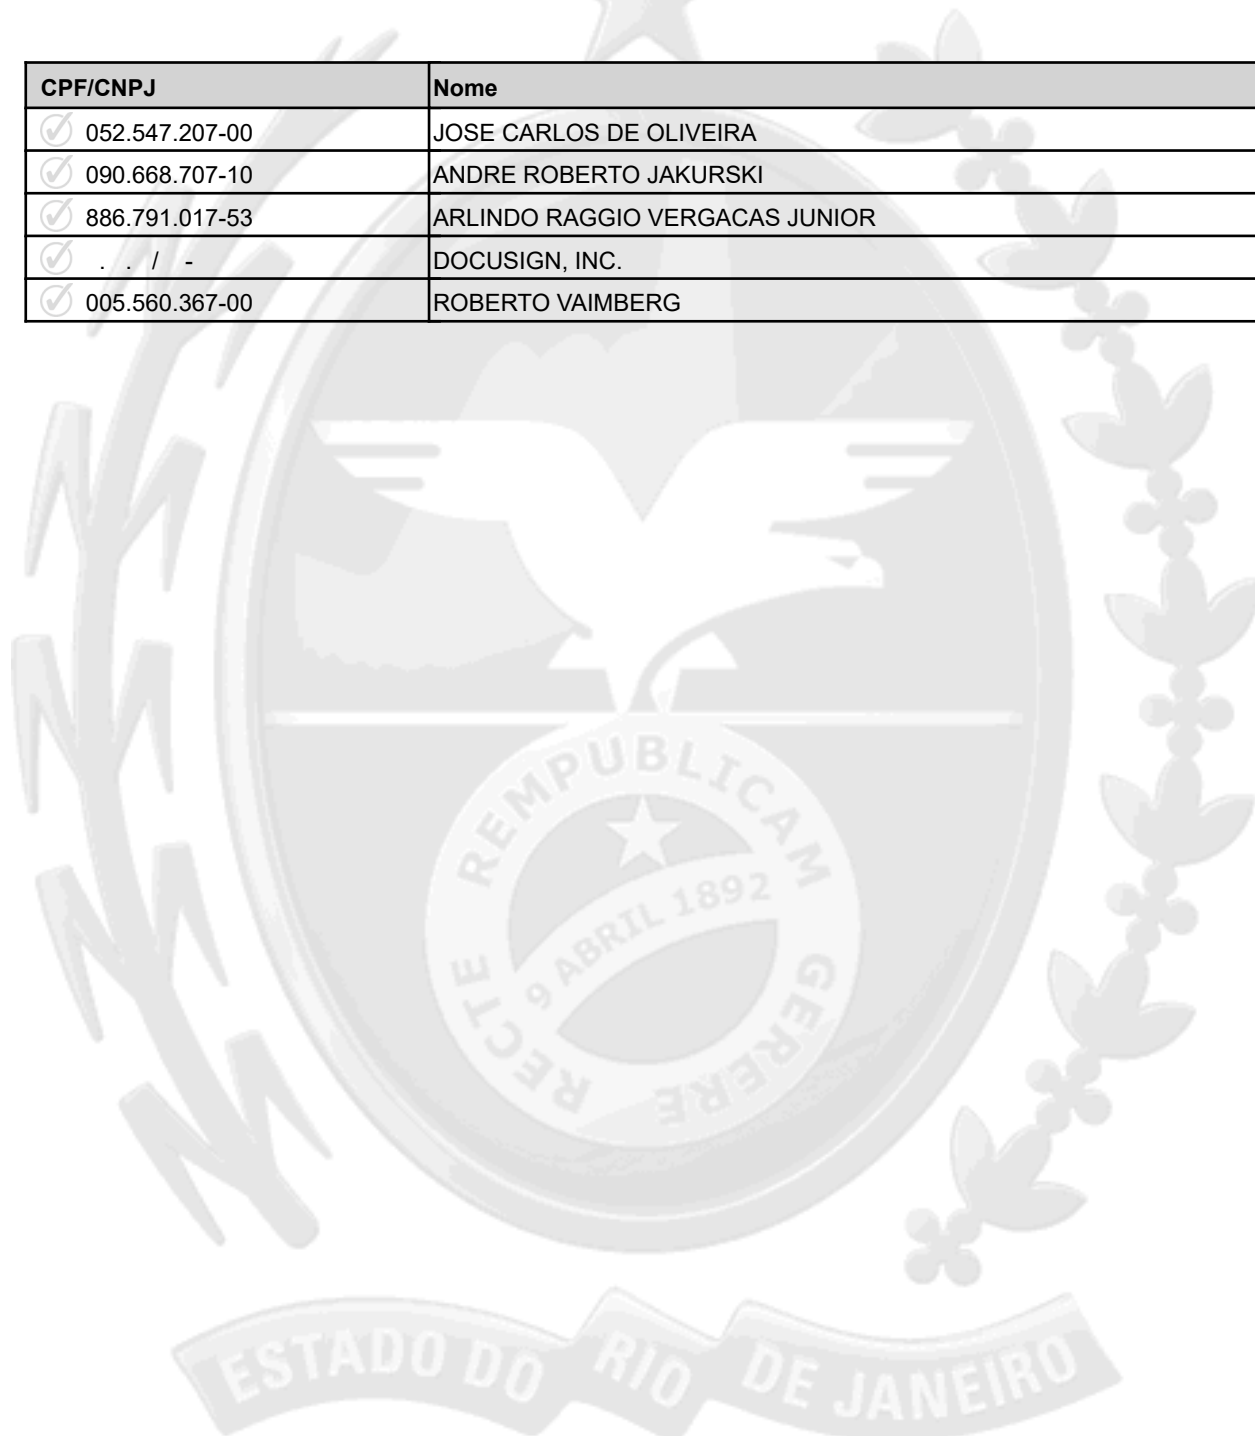 CPF/CNPJ Nome
052.547.207-00 JOSE CARLOS DE OLIVEIRA
090.668.707-10 ANDRE ROBERTO JAKURSKI
886.791.017-53 ARLINDO RAGGIO VERGACAS JUNIOR
. . / - DOCUSIGN, INC.
005.560.367-00 ROBERTO VAIMBERG
RECTE REMPUBLICAM GERERE
9 ABRIL 1892
ESTADO DO RIO DE JANEIRO